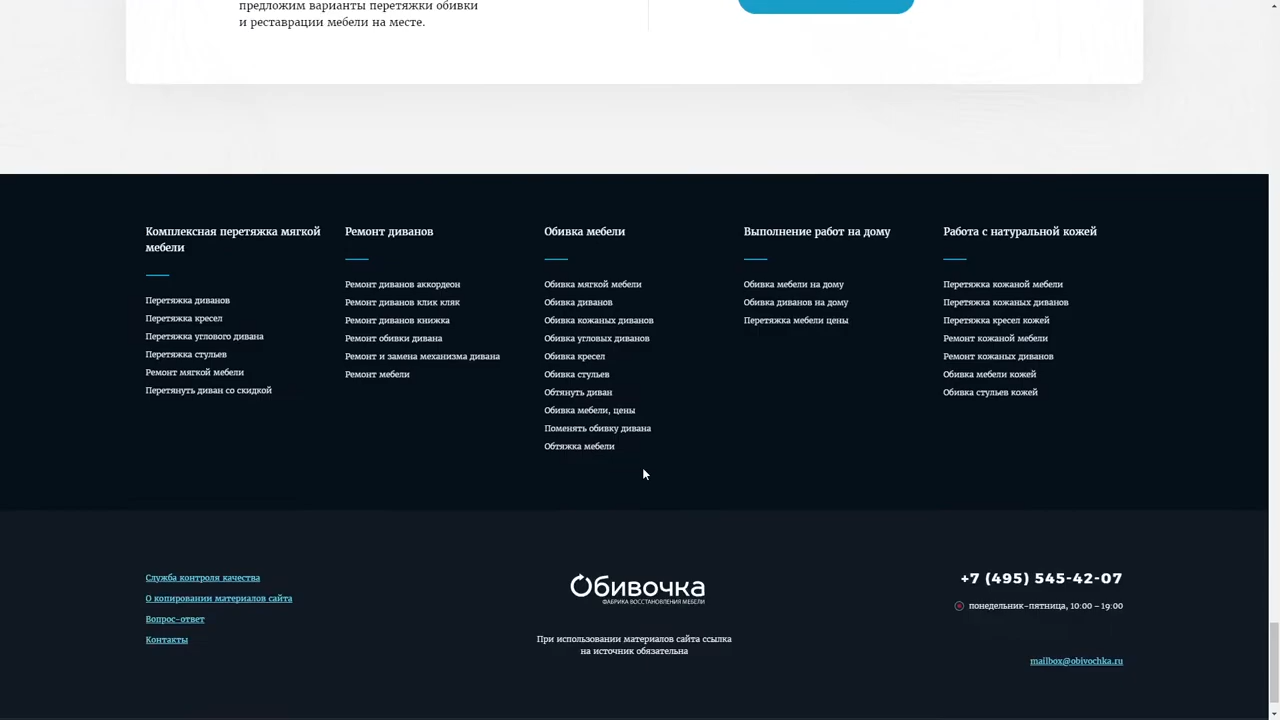 предложим варианты перетяжки обивки
и реставрации мебели на месте.
Комплексная перетяжка мягкой
мебели
Перетяжка диванов
Перетяжка кресел
Перетяжка углового дивана
Перетяжка стульев
Ремонт мягкой мебели
Перетянуть диван со скидкой
Ремонт диванов
Ремонт диванов аккордеон
Ремонт диванов клик кляк
Ремонт диванов книжка
Ремонт обивки дивана
Ремонт и замена механизма дивана
Ремонт мебели
Обивка мебели
Обивка мягкой мебели
Обивка диванов
Обивка кожаных диванов
Обивка угловых диванов
Обивка кресел
Обивка стульев
Обтянуть диван
Обивка мебели, цены
Поменять обивку дивана
Обтяжка мебели
Выполнение работ на дому
Обивка мебели на дому
Обивка диванов на дому
Перетяжка мебели цены
Работа с натуральной кожей
Перетяжка кожаной мебели
Перетяжка кожаных диванов
Перетяжка кресел кожей
Ремонт кожаной мебели
Ремонт кожаных диванов
Обивка мебели кожей
Обивка стульев кожей
Служба контроля качества
О копировании материалов сайта
Вопрос-ответ
Контакты
Обивочка
ФАБРИКА ВОССТАНОВЛЕНИЯ МЕБЕЛИ
При использовании материалов сайта ссылка
на источник обязательна
+7 (495) 545-42-07
понедельник-пятница, 10:00 – 19:00
mailbox@obivochka.ru